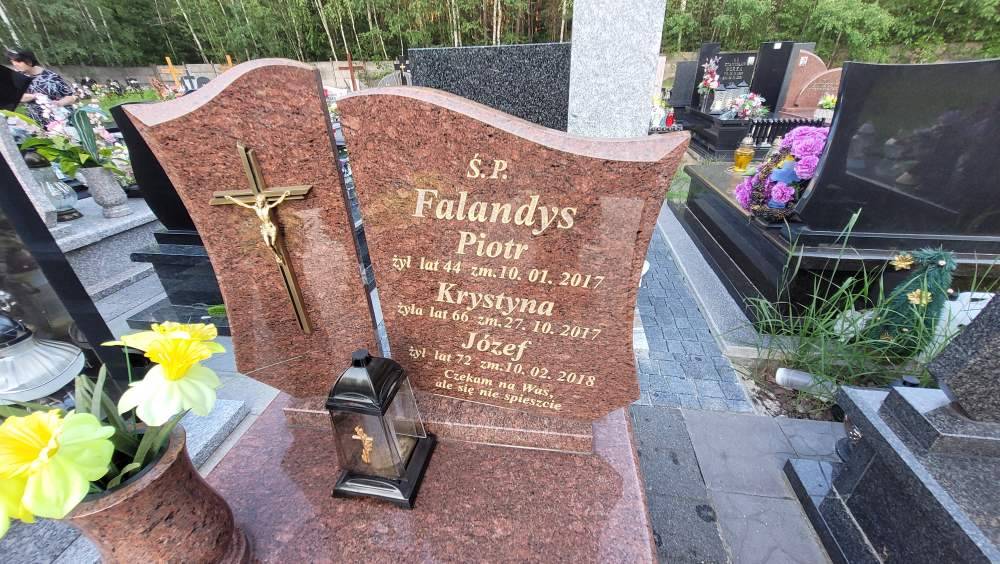 Ś.P.
Falandys
Piotr
żył lat 44 zm. 10. 01. 2017
Krystyna
żyła lat 66 zm. 27. 10. 2017
Józef
żył lat 72 zm. 10. 02. 2018
Czekam na Was,
ale się nie spieszcie